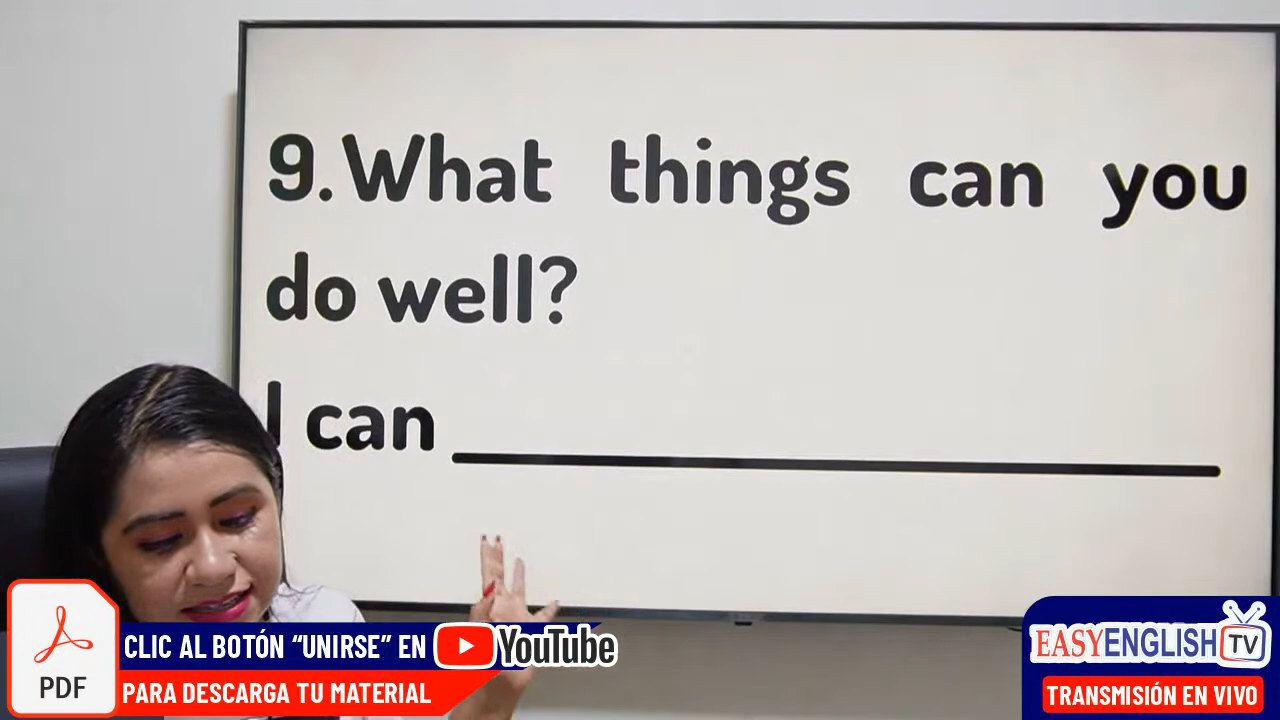 9. What things can you
do well?
I can
PDF
CLIC AL BOTÓN “UNIRSE” EN YouTube
PARA DESCARGA TU MATERIAL
EASYENGLISH TV
TRANSMISIÓN EN VIVO